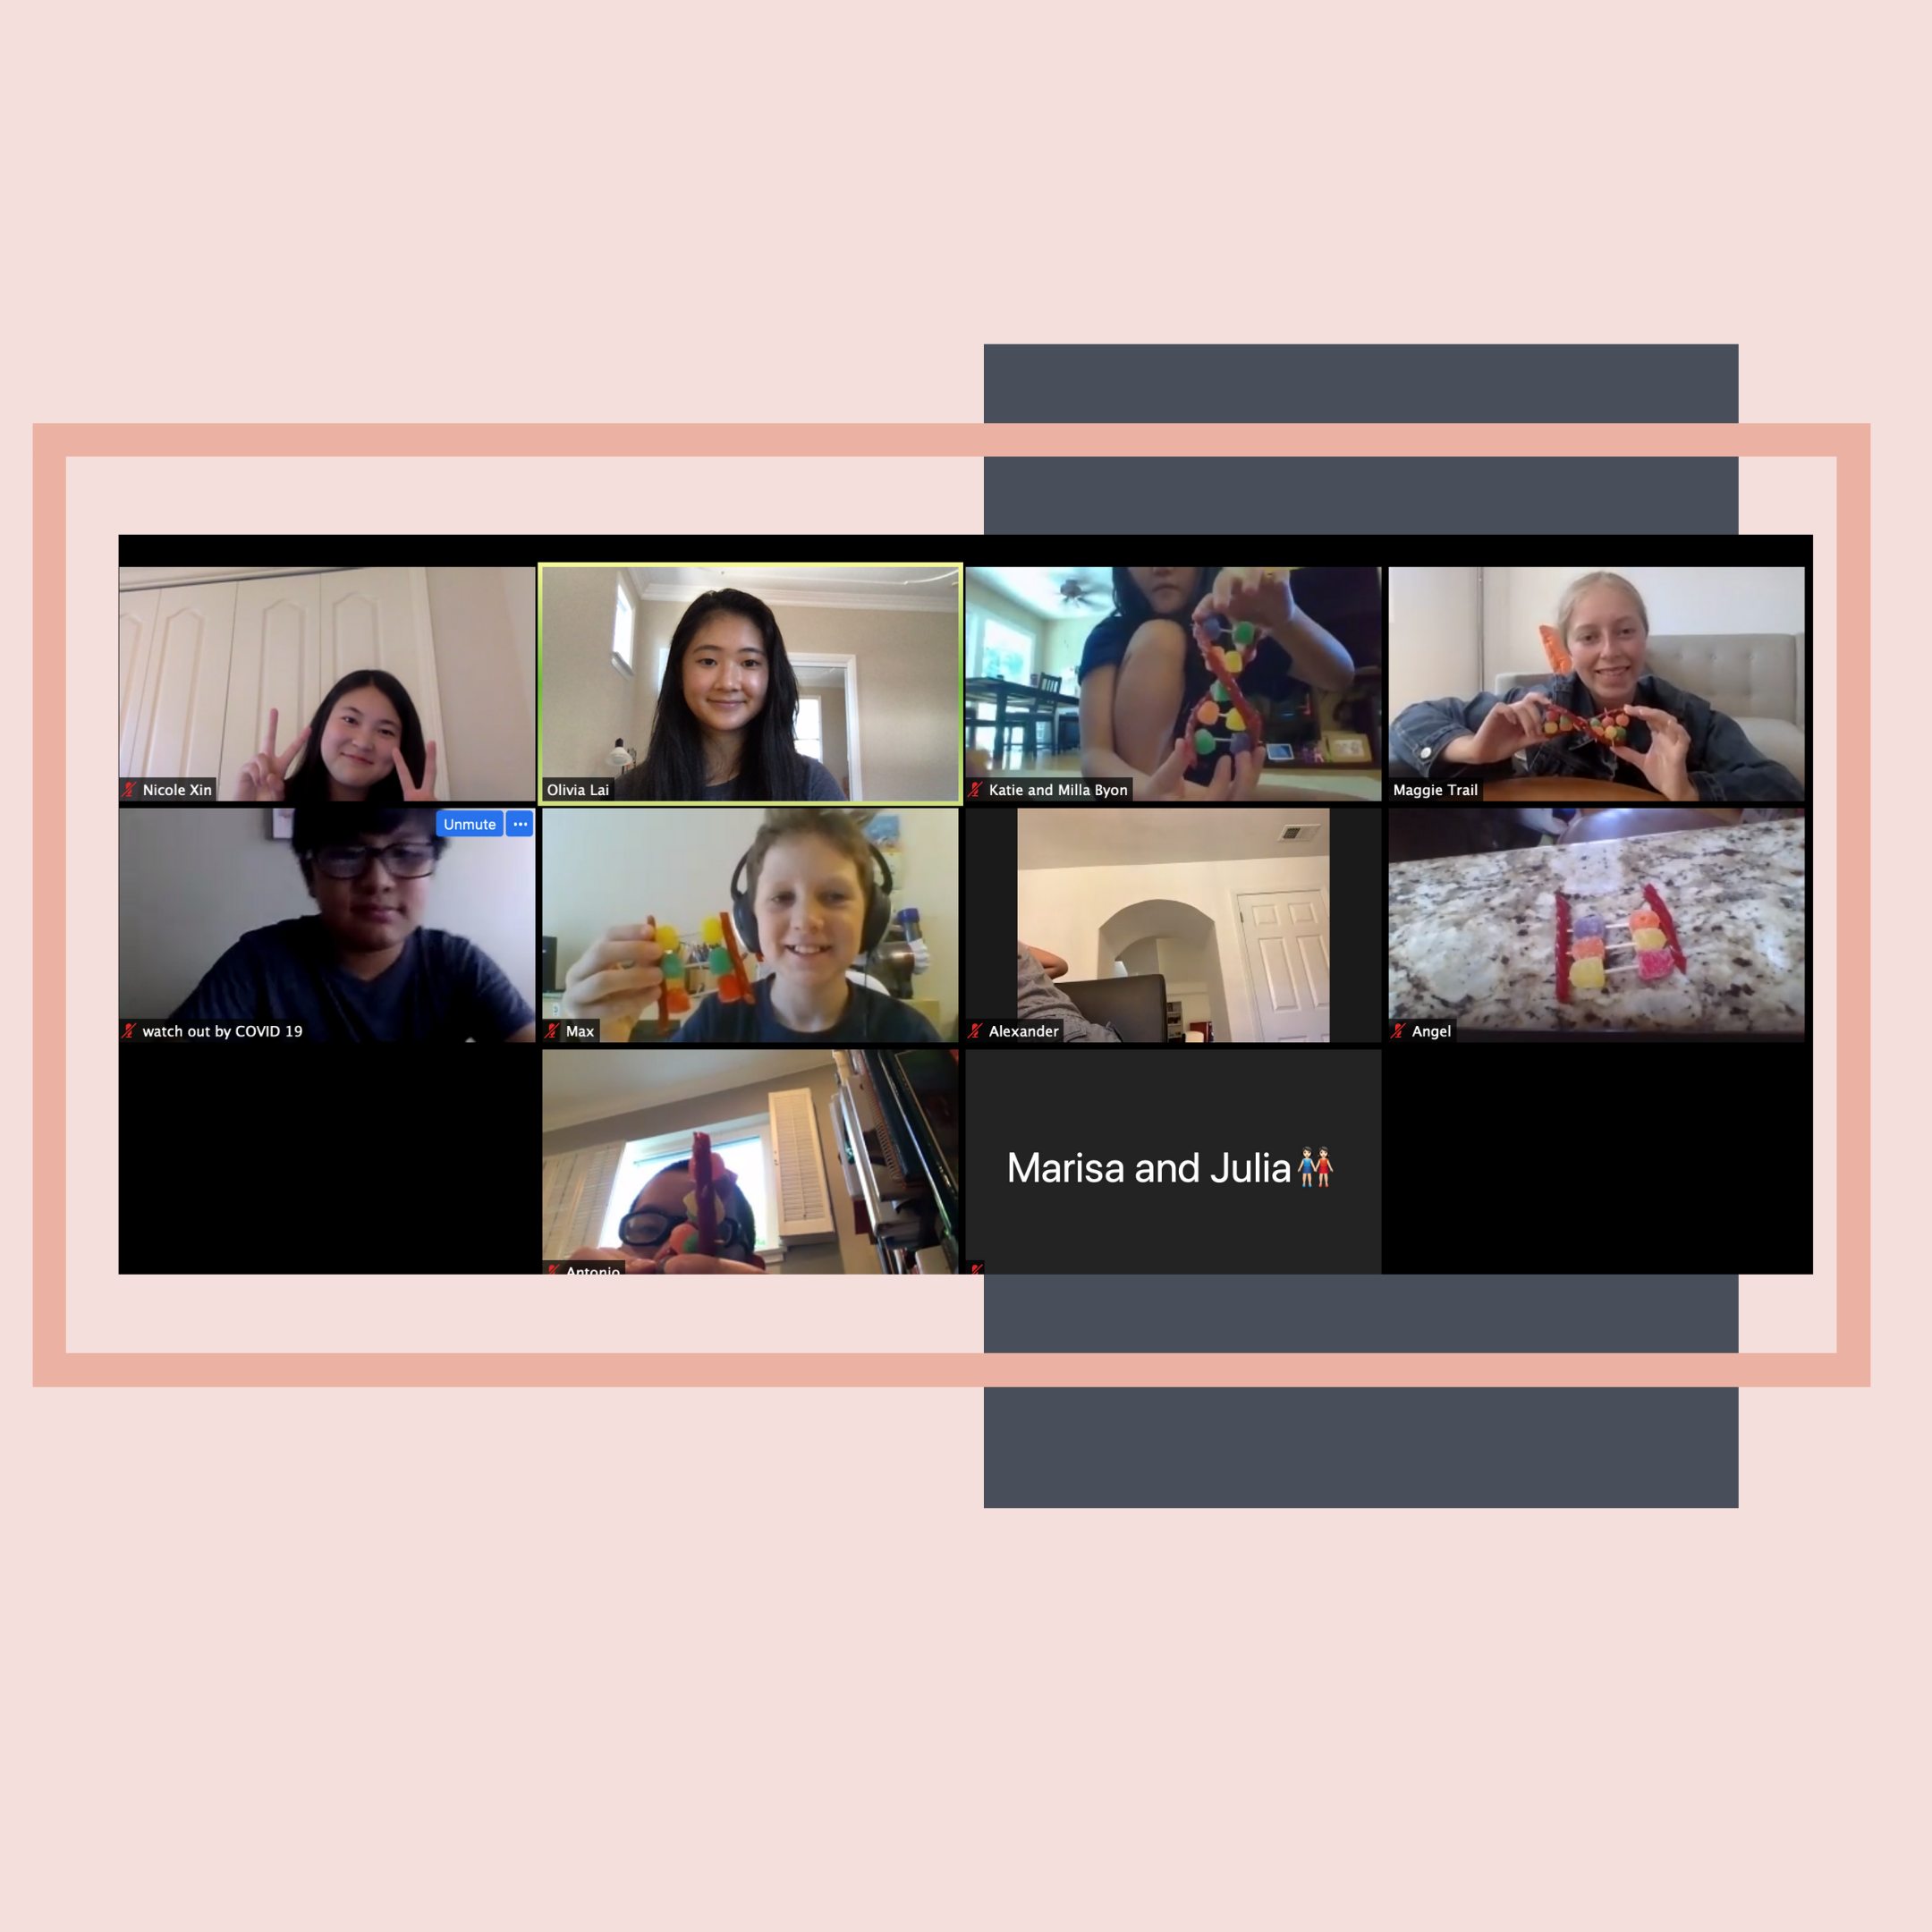 Nicole Xin
Olivia Lai
Katie and Milla Byon
Maggie Trail
Unmute
watch out by COVID 19
Max
Alexander
Angel
Antonio
Marisa and Julia👫🏻